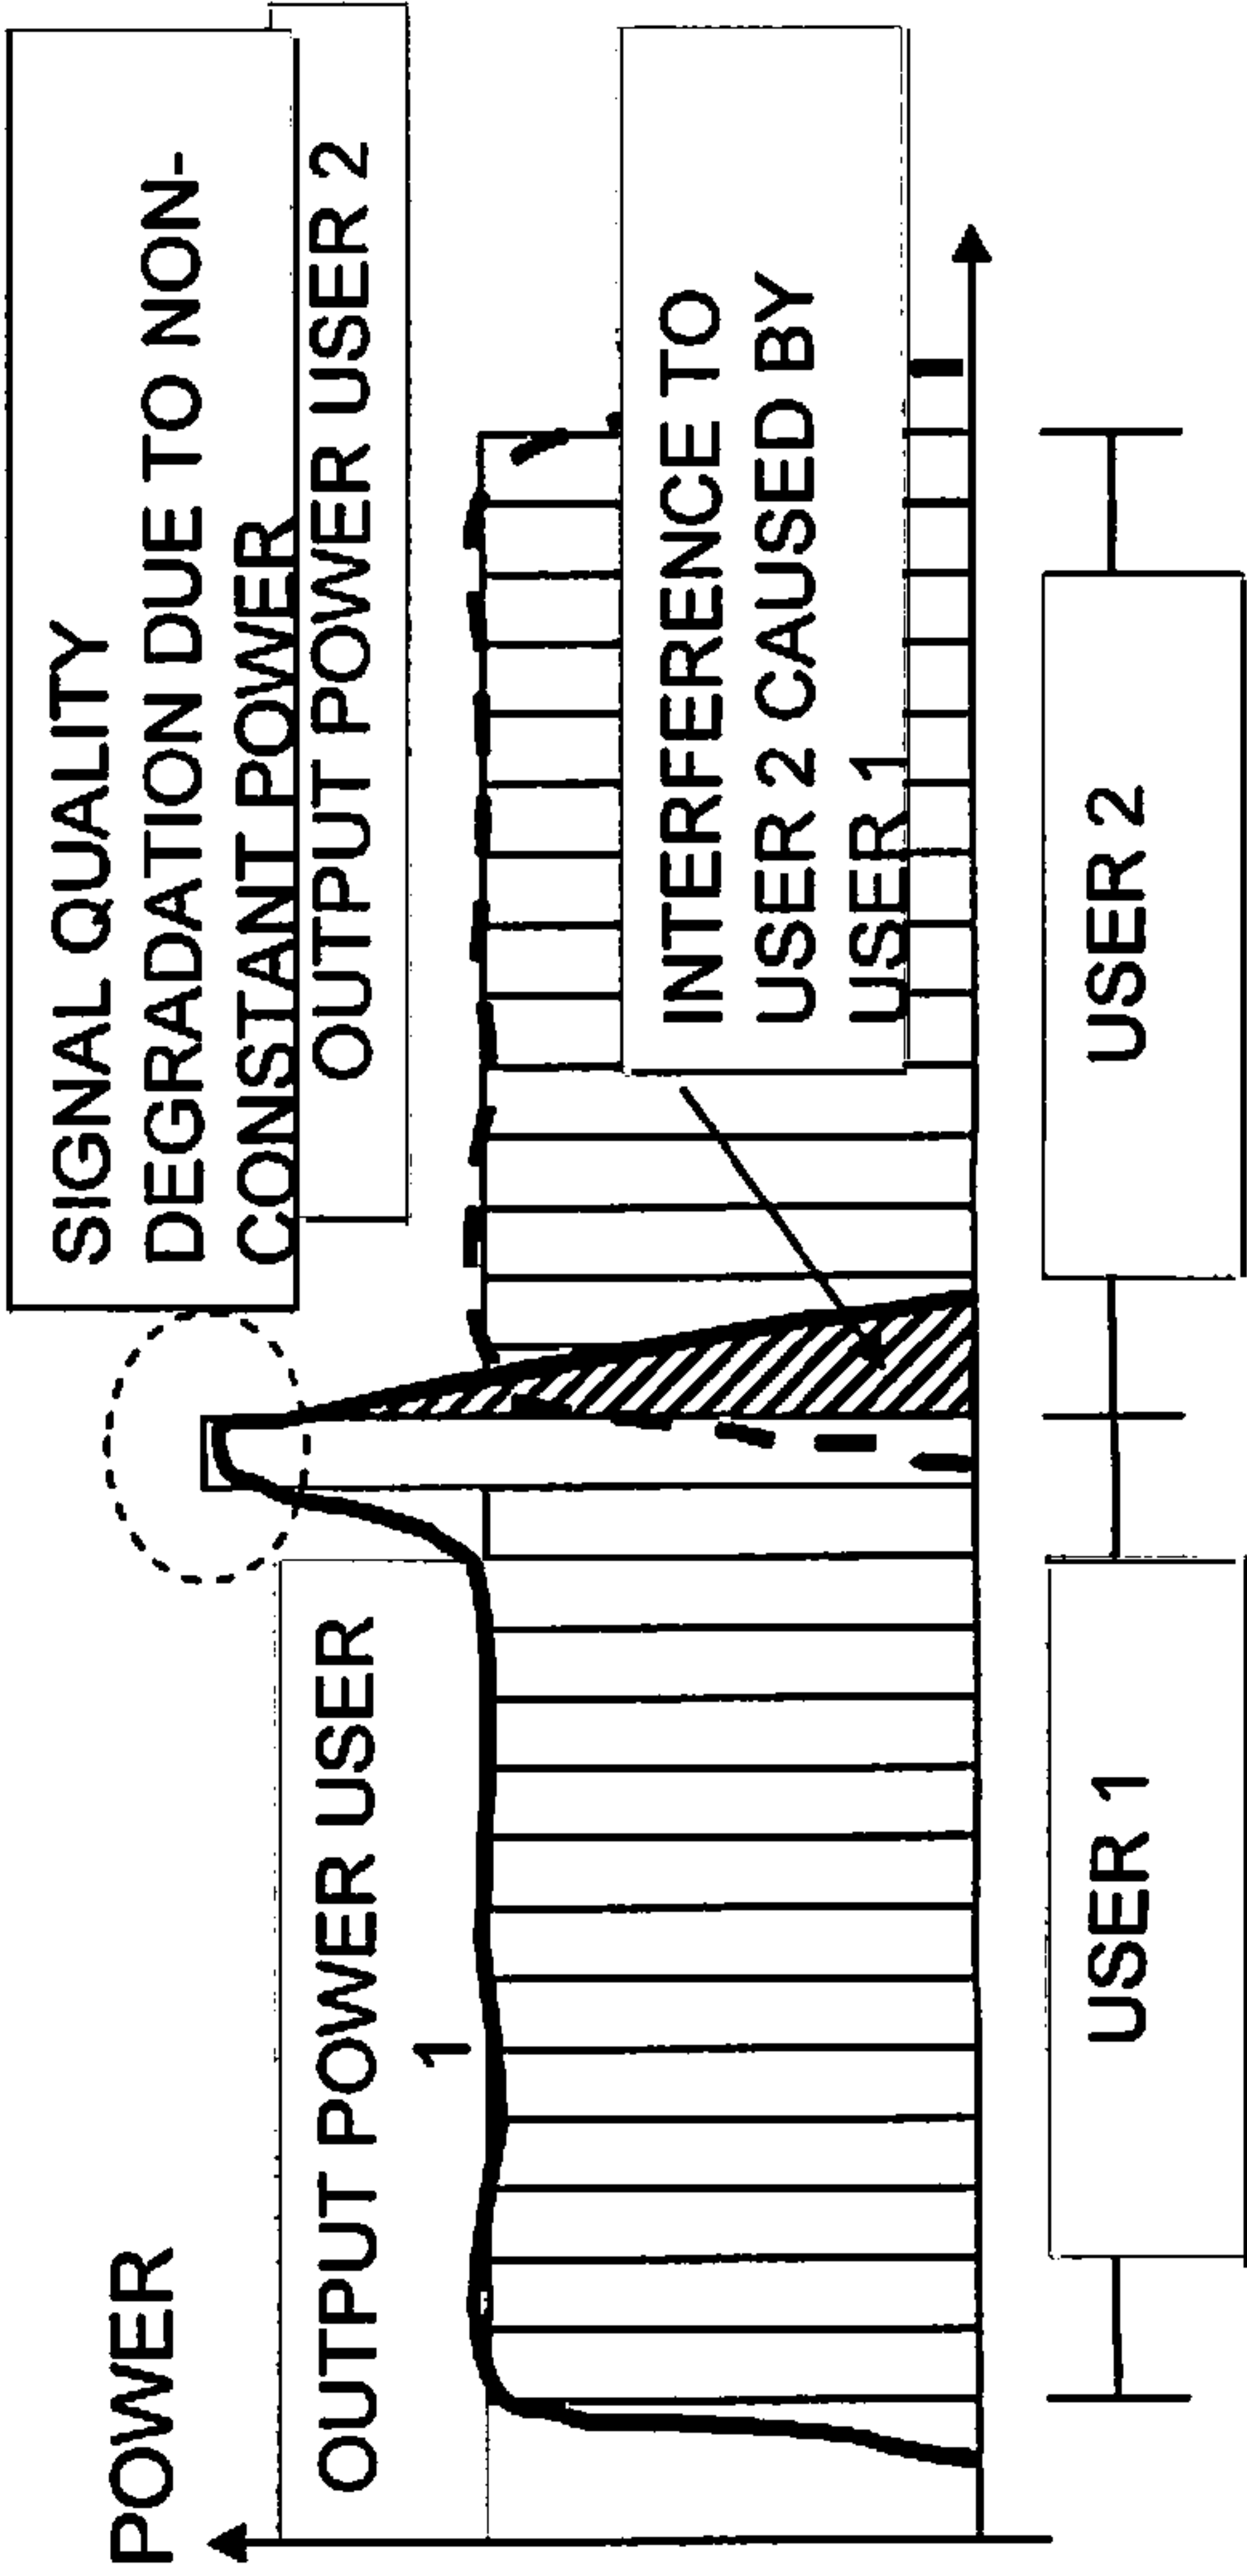 POWER
SIGNAL QUALITY
DEGRADATION DUE TO NON-
CONSTANT POWER
OUTPUT POWER USER 2
OUTPUT POWER USER
1
INTERFERENCE TO
USER 2 CAUSED BY
USER 1
USER 1
USER 2